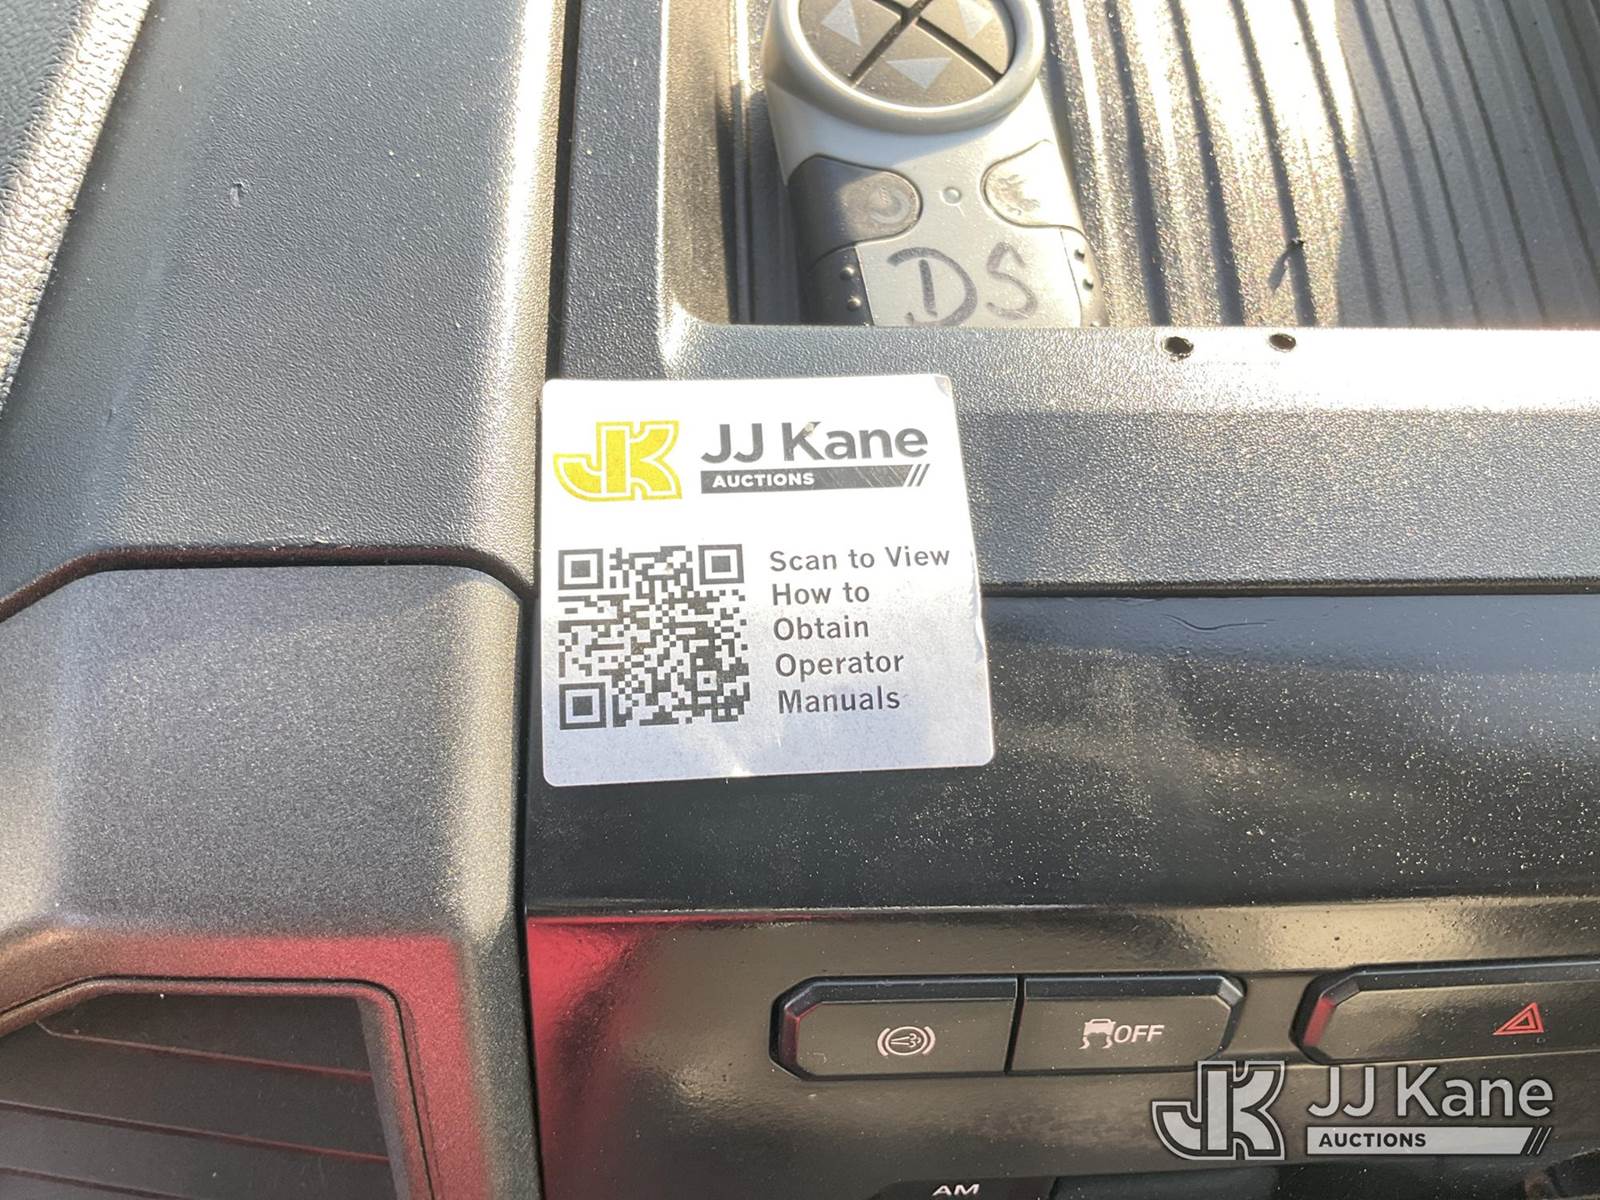 DS
JK JJ Kane
AUCTIONS
Scan to View
How to
Obtain
Operator
Manuals
OFF
JK JJ Kane
AUCTIONS
AM